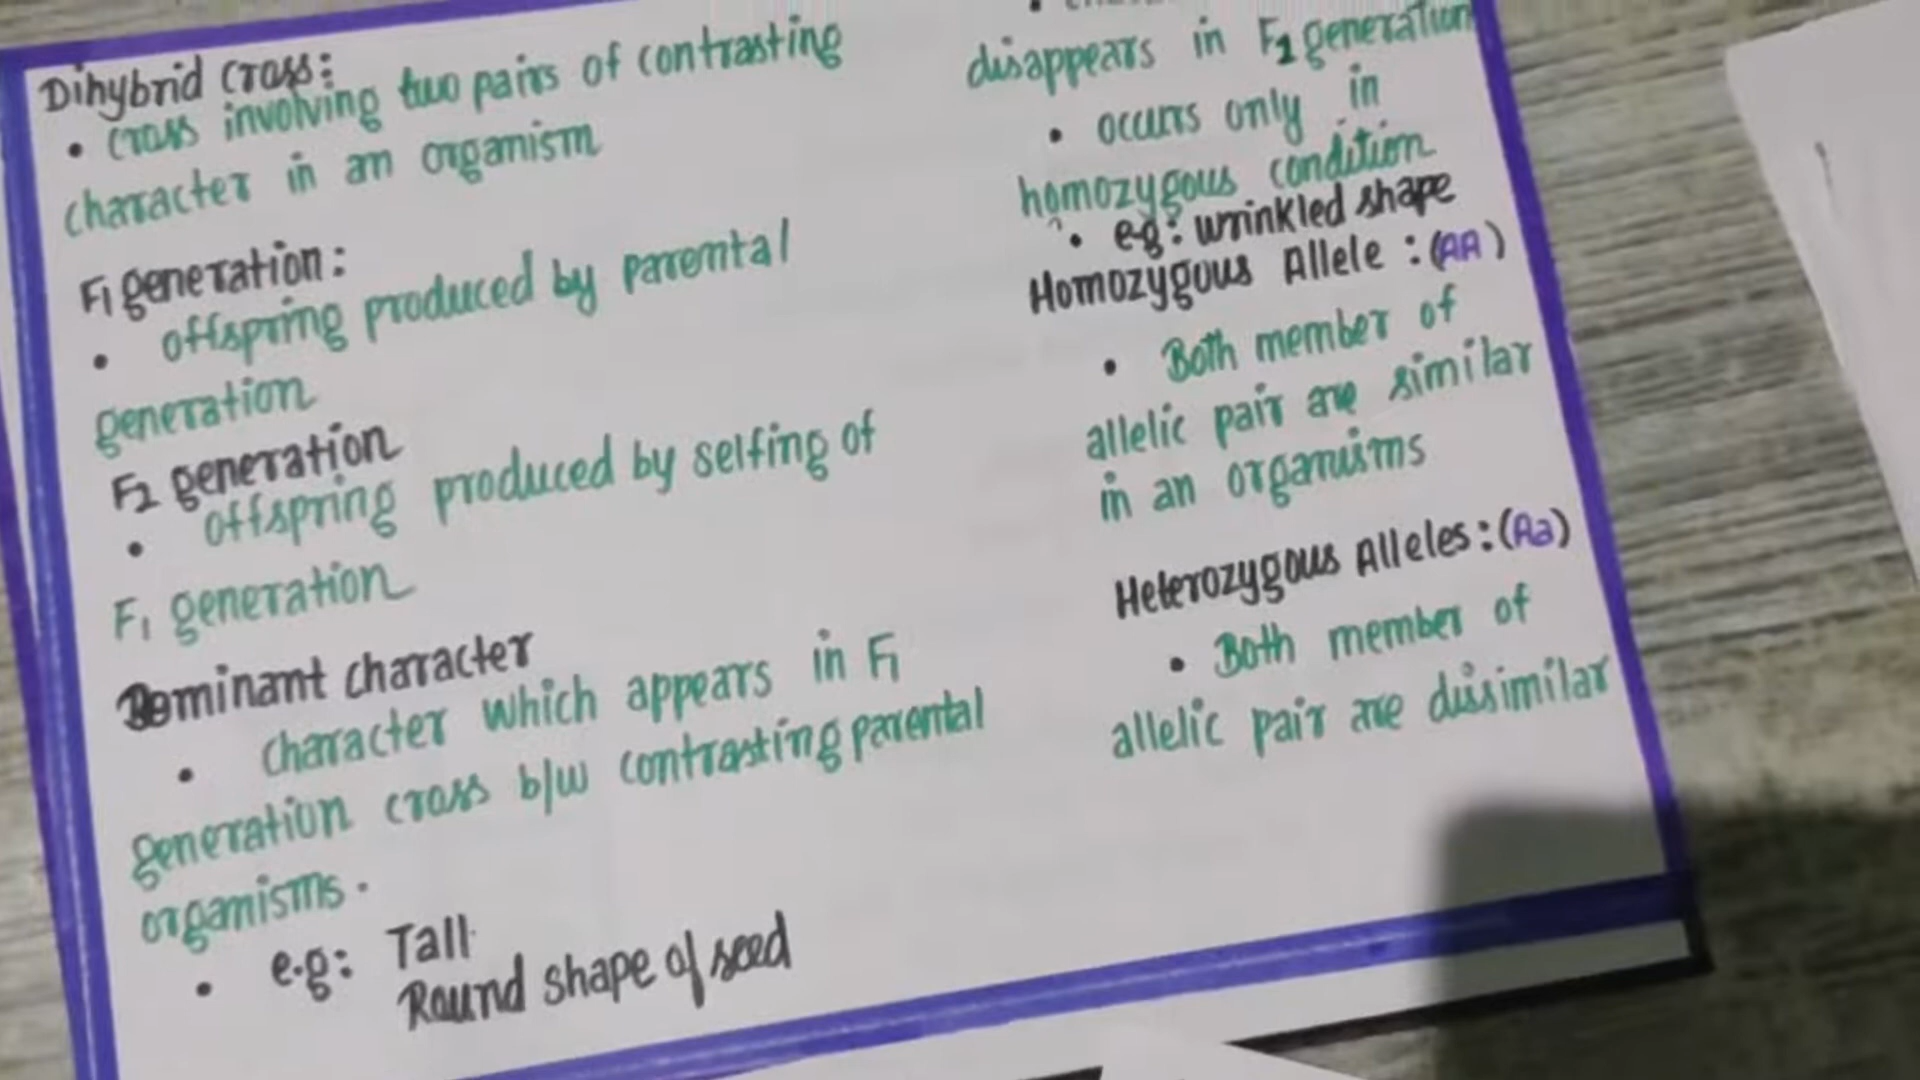 Dihybrid cross:
• cross involving two pairs of contrasting
character in an organism
F1 generation:
• offspring produced by parental
generation
F2 generation
• offspring produced by selfing of
F1 generation
Dominant character
• character which appears in F1
generation cross b/w contrasting parental
organisms.
• e.g: Tall
Round shape of seed
•
disappears in F1 generation
• occurs only in in
homozygous condition
• e.g: wrinkled shape
Homozygous Allele : (AA)
• Both member of
allelic pair are similar
in an organisms
Heterozygous Alleles: (Aa)
• Both member of
allelic pair are dissimilar